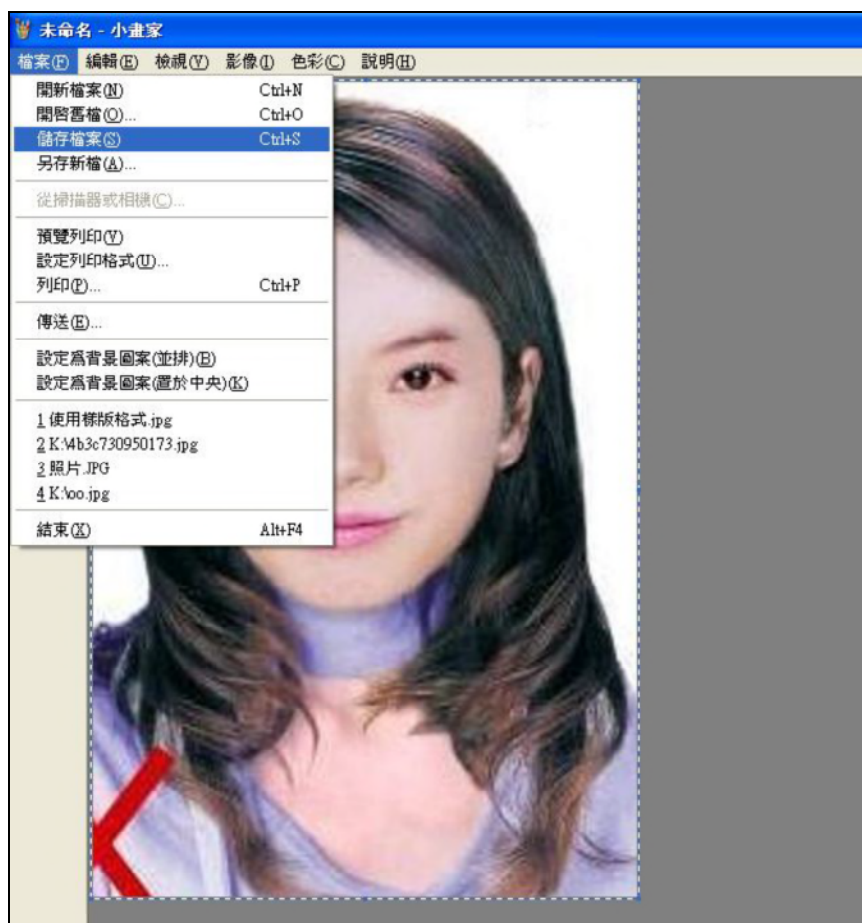 未命名 - 小畫家
檔案(F) 編輯(E) 檢視(V) 影像(I) 色彩(C) 說明(H)
開新檔案(N) Ctrl+N
開啓舊檔(O)... Ctrl+O
儲存檔案(S) Ctrl+S
另存新檔(A)...
從掃描器或相機(C)...
預覽列印(V)
設定列印格式(U)...
列印(P)... Ctrl+P
傳送(E)...
設定爲背景圖案(並排)(B)
設定爲背景圖案(置於中央)(K)
1 使用樣版格式.jpg
2 K:\4b3c730950173.jpg
3 照片.JPG
4 K:\oo.jpg
結束(X) Alt+F4